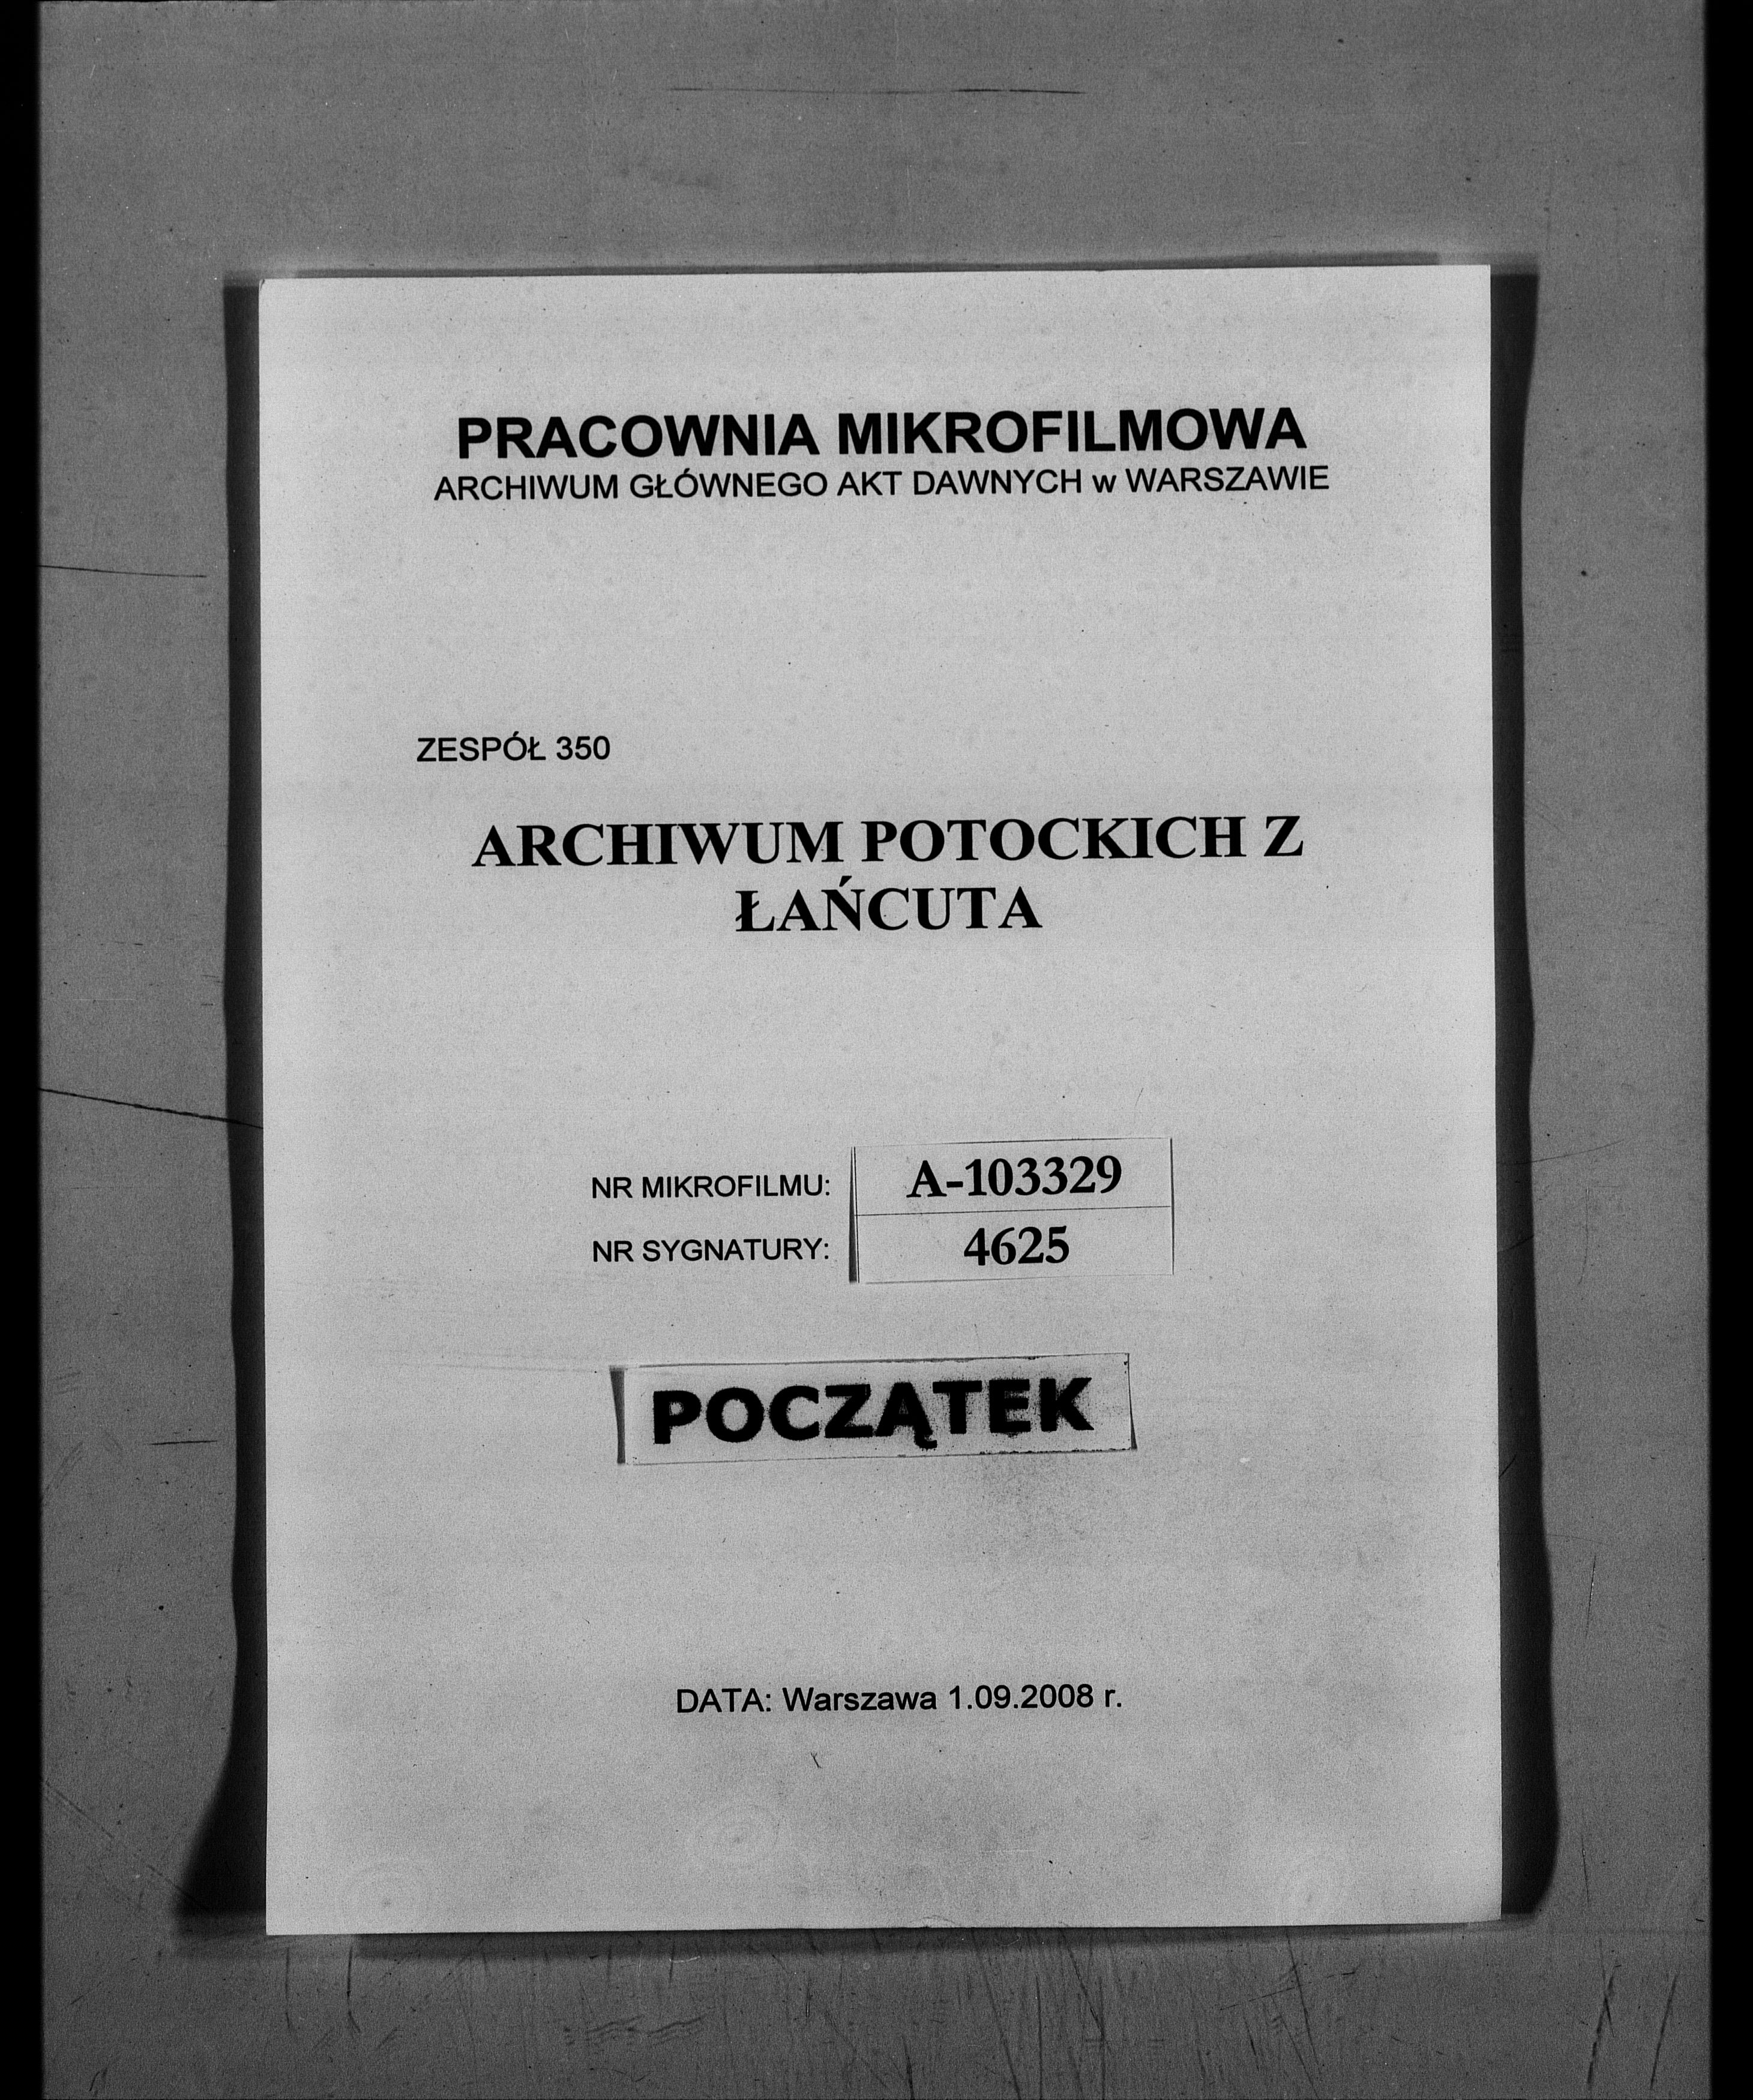 PRACOWNIA MIKROFILMOWA
ARCHIWUM GŁÓWNEGO AKT DAWNYCH w WARSZAWIE
ZESPÓŁ 350
ARCHIWUM POTOCKICH Z
ŁAŃCUTA
NR MIKROFILMU: A-103329
NR SYGNATURY: 4625
POCZĄTEK
DATA: Warszawa 1.09.2008 r.